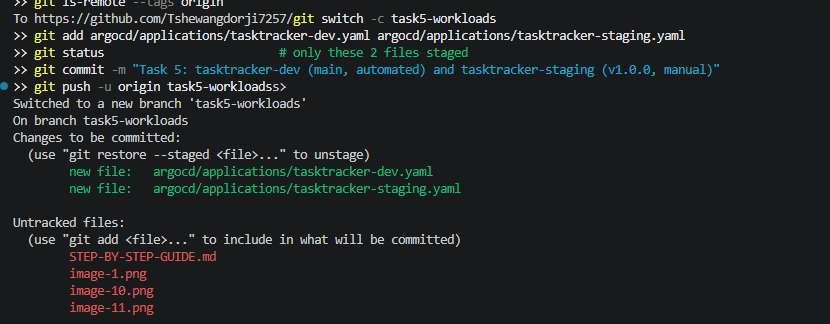 >> git ls-remote --tags origin
To https://github.com/Tshewangdorji7257/git switch -c task5-workloads
>> git add argocd/applications/tasktracker-dev.yaml argocd/applications/tasktracker-staging.yaml
>> git status                          # only these 2 files staged
>> git commit -m "Task 5: tasktracker-dev (main, automated) and tasktracker-staging (v1.0.0, manual)"
>> git push -u origin task5-workloadss>
Switched to a new branch 'task5-workloads'
On branch task5-workloads
Changes to be committed:
  (use "git restore --staged <file>..." to unstage)
        new file:   argocd/applications/tasktracker-dev.yaml
        new file:   argocd/applications/tasktracker-staging.yaml

Untracked files:
  (use "git add <file>..." to include in what will be committed)
        STEP-BY-STEP-GUIDE.md
        image-1.png
        image-10.png
        image-11.png